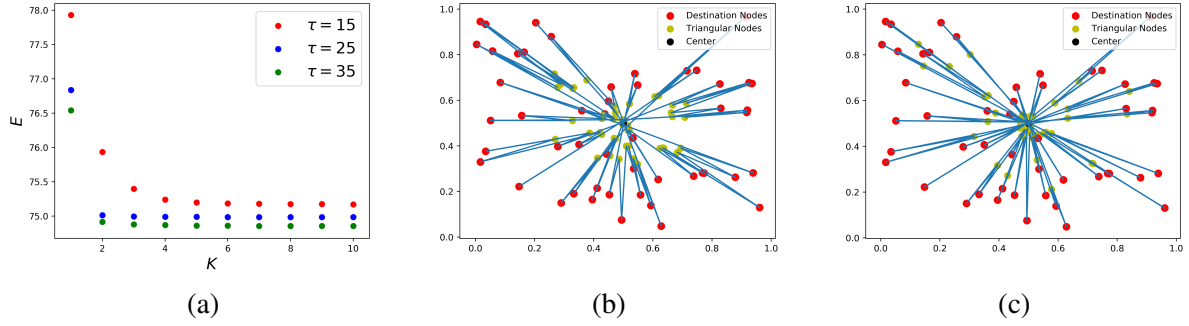 78.0
77.5
77.0
76.5
76.0
75.5
75.0
E
2
4
6
8
10
K
τ = 15
τ = 25
τ = 35
(a)
1.0
0.8
0.6
0.4
0.2
0.0
0.0
0.2
0.4
0.6
0.8
1.0
Destination Nodes
Triangular Nodes
Center
(b)
1.0
0.8
0.6
0.4
0.2
0.0
0.0
0.2
0.4
0.6
0.8
1.0
Destination Nodes
Triangular Nodes
Center
(c)